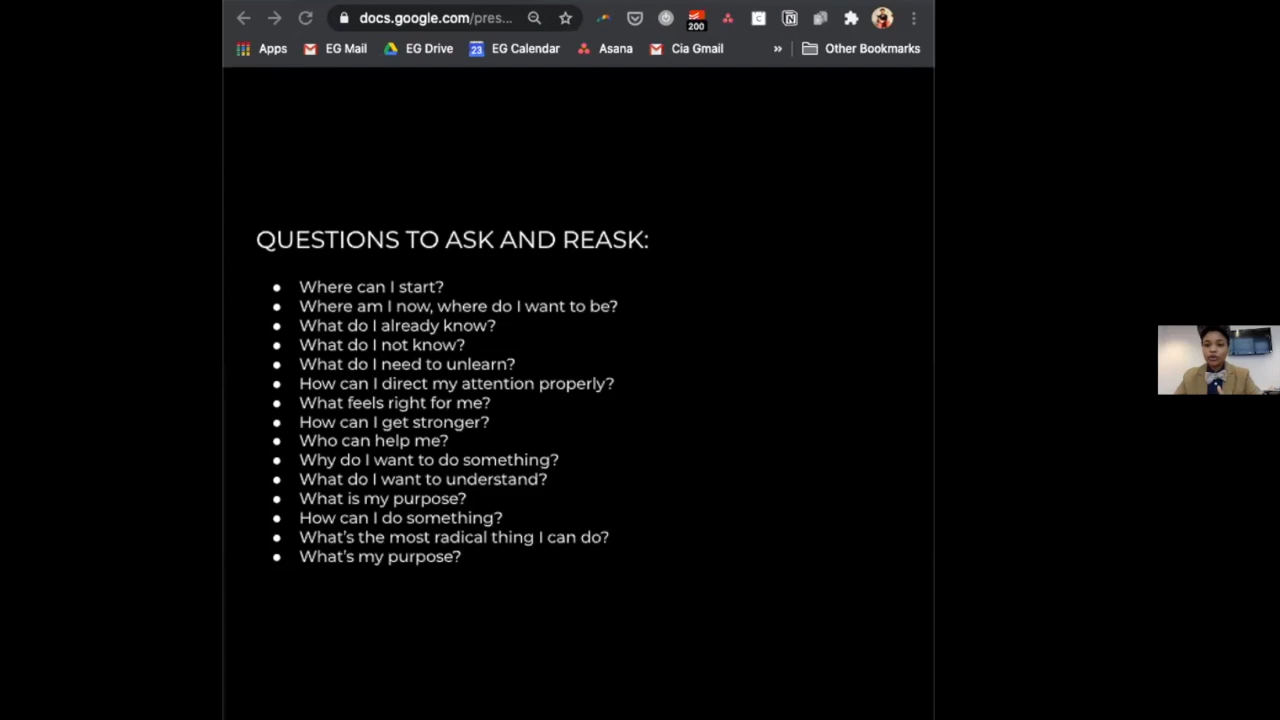 docs.google.com/pres...
200
Apps
EG Mail
EG Drive
23
EG Calendar
Asana
Cia Gmail
»
Other Bookmarks
QUESTIONS TO ASK AND REASK:
● Where can I start?
● Where am I now, where do I want to be?
● What do I already know?
● What do I not know?
● What do I need to unlearn?
● How can I direct my attention properly?
● What feels right for me?
● How can I get stronger?
● Who can help me?
● Why do I want to do something?
● What do I want to understand?
● What is my purpose?
● How can I do something?
● What's the most radical thing I can do?
● What's my purpose?